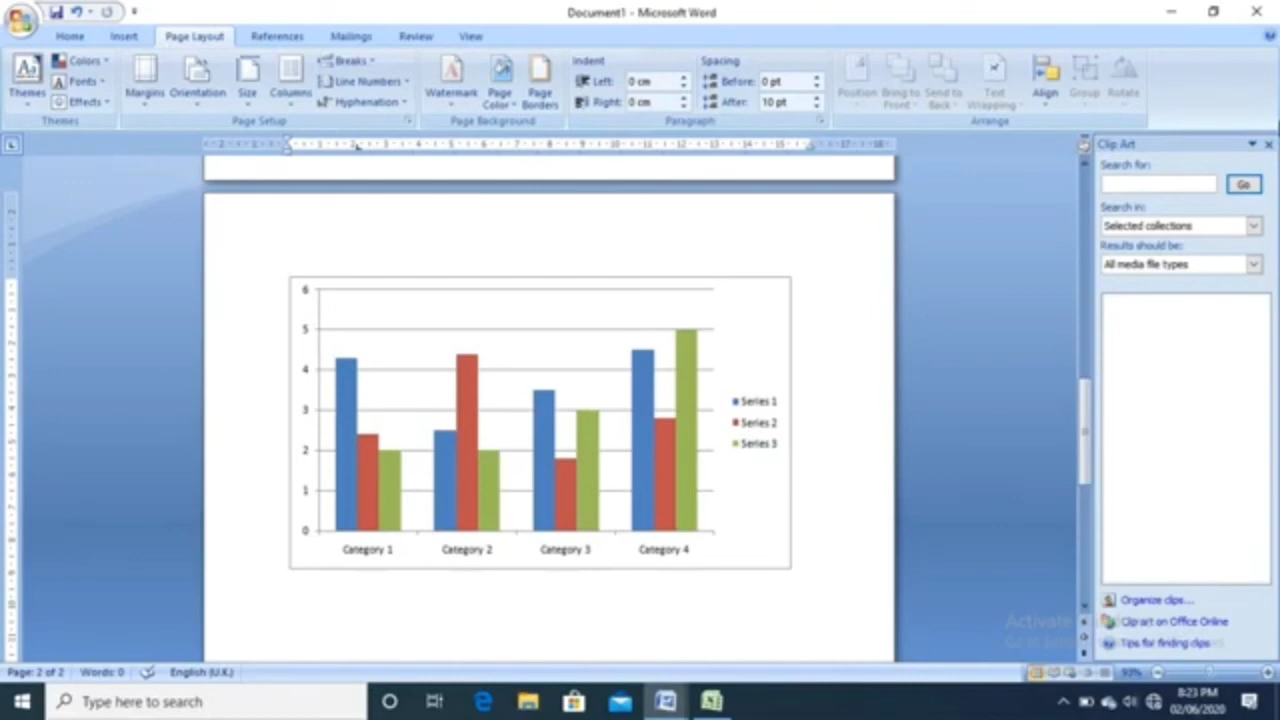 Document1 - Microsoft Word
Home Insert Page Layout References Mailings Review View
Themes
Colors
Fonts
Effects
Themes
Margins Orientation Size Columns
Breaks
Line Numbers
Hyphenation
Page Setup
Watermark Page Color Page Borders
Page Background
Indent
Left: 0 cm
Right: 0 cm
Spacing
Before: 0 pt
After: 10 pt
Paragraph
Position Bring to Front Send to Back Text Wrapping Align Group Rotate
Arrange
Clip Art
Search for:
Go
Search in:
Selected collections
Results should be:
All media file types
6
5
4
3
2
1
0
Category 1 Category 2 Category 3 Category 4
Series 1
Series 2
Series 3
Organize clips...
Clip art on Office Online
Tips for finding clips
Activate
Page: 2 of 2 Words: 0 English (U.K.) 93%
Type here to search
8:23 PM
02/06/2020